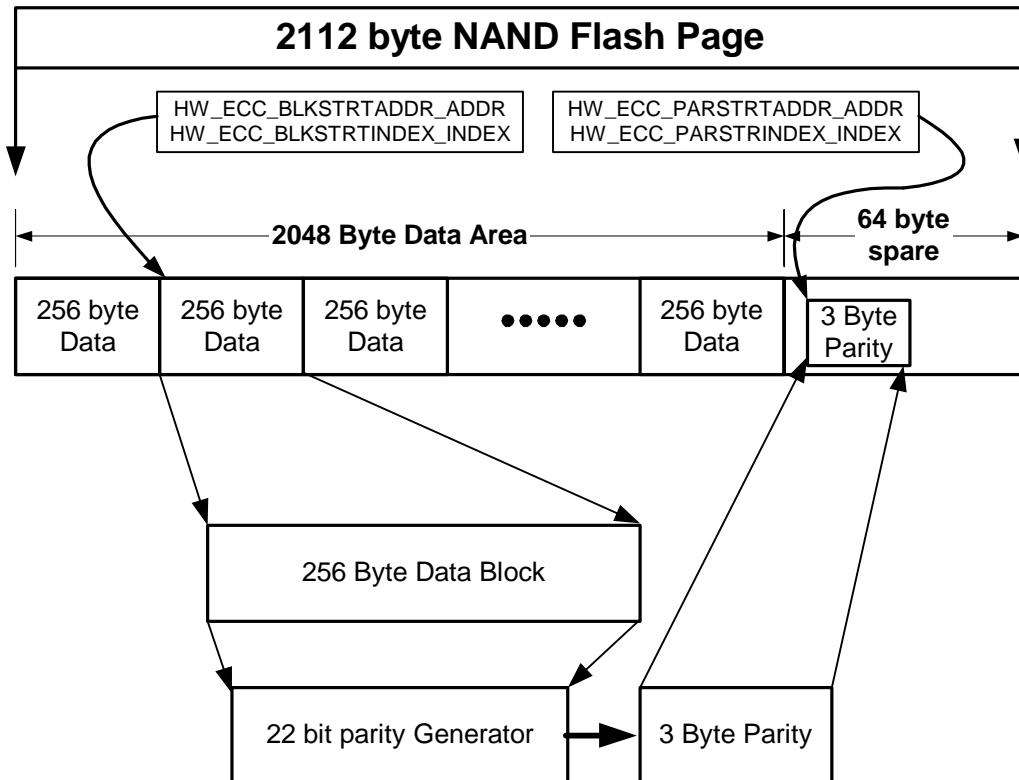 2112 byte NAND Flash Page
HW_ECC_BLKSTRTADDR_ADDR
HW_ECC_BLKSTRTINDEX_INDEX
HW_ECC_PARSTRTADDR_ADDR
HW_ECC_PARSTRINDEX_INDEX
2048 Byte Data Area
64 byte
spare
256 byte
Data
256 byte
Data
256 byte
Data
256 byte
Data
3 Byte
Parity
256 Byte Data Block
22 bit parity Generator
3 Byte Parity